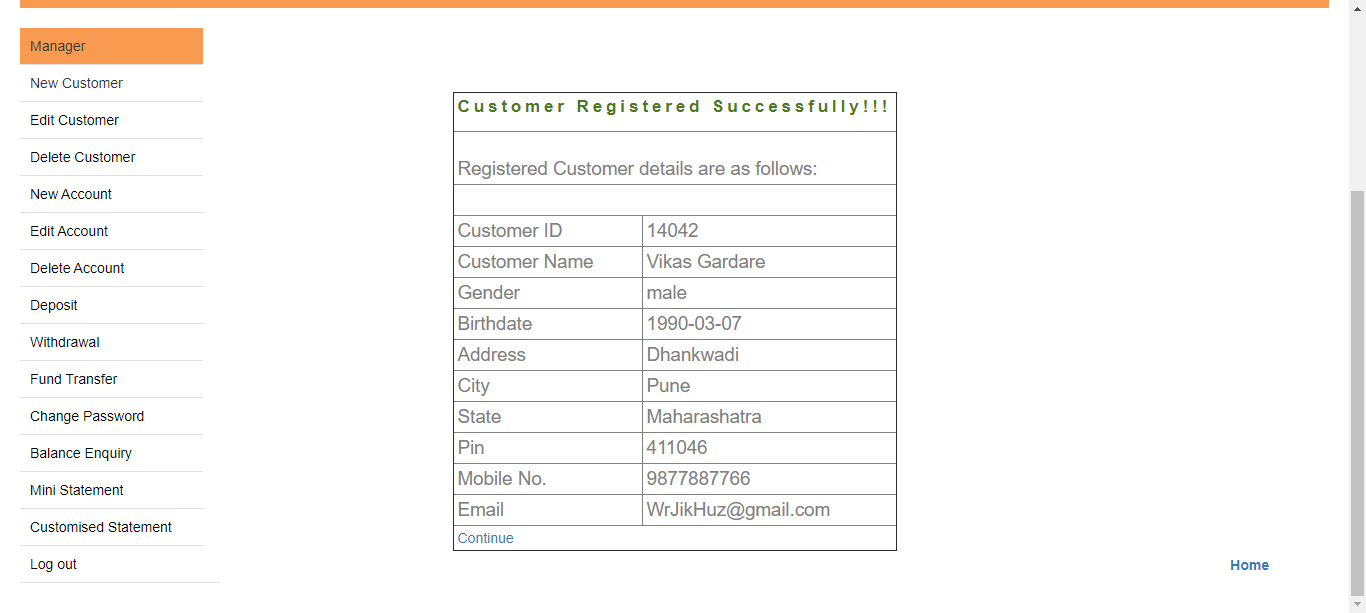 Manager
New Customer
Edit Customer
Delete Customer
New Account
Edit Account
Delete Account
Deposit
Withdrawal
Fund Transfer
Change Password
Balance Enquiry
Mini Statement
Customised Statement
Log out
Customer Registered Successfully!!!
Registered Customer details are as follows:
Customer ID 14042
Customer Name Vikas Gardare
Gender male
Birthdate 1990-03-07
Address Dhankwadi
City Pune
State Maharashatra
Pin 411046
Mobile No. 9877887766
Email WrJikHuz@gmail.com
Continue
Home